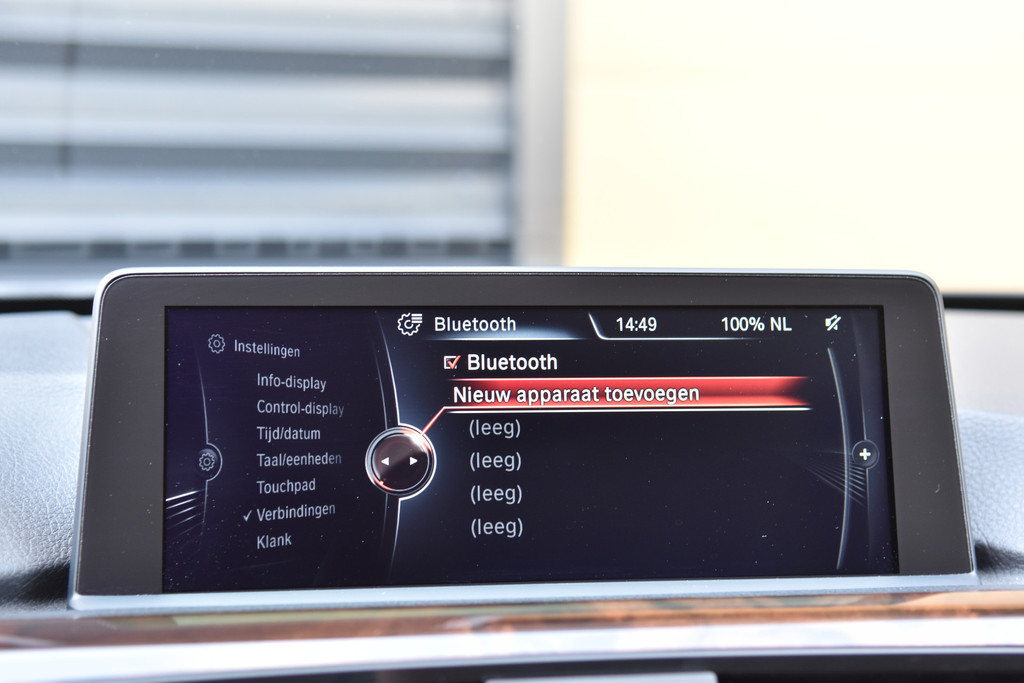 Bluetooth 14:49 100% NL
Instellingen
Info-display
Control-display
Tijd/datum
Taal/eenheden
Touchpad
✓ Verbindingen
Klank
Bluetooth
Nieuw apparaat toevoegen
(leeg)
(leeg)
(leeg)
(leeg)